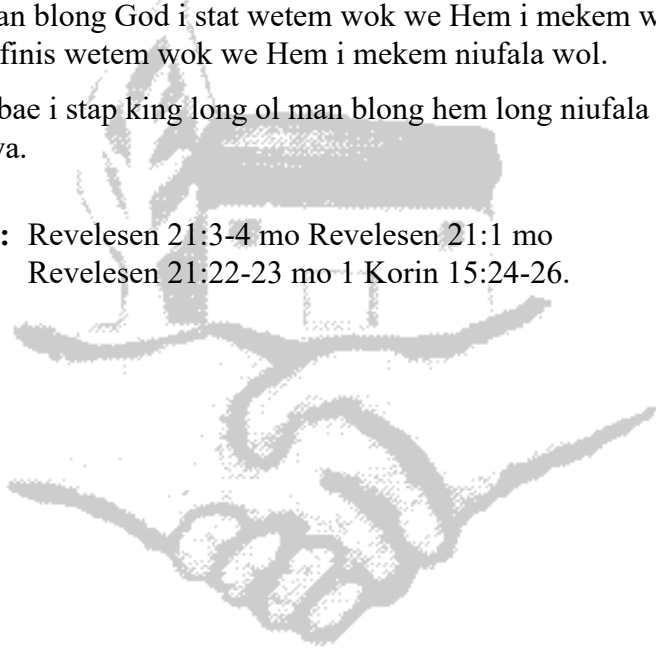 an blong God i stat wetem wok we Hem i mekem
finis wetem wok we Hem i mekem niufala wol.
bae i stap king long ol man blong hem long niufala
: Revelesen 21:3-4 mo Revelesen 21:1 mo
Revelesen 21:22-23 mo 1 Korin 15:24-26.